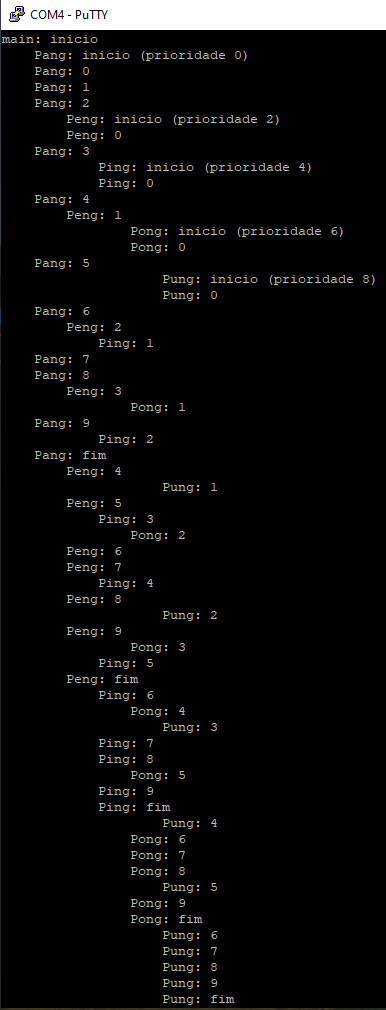 COM4 - PuTTY
main: inicio
Pang: inicio (prioridade 0)
Pang: 0
Pang: 1
Pang: 2
Peng: inicio (prioridade 2)
Peng: 0
Pang: 3
Ping: inicio (prioridade 4)
Ping: 0
Pang: 4
Peng: 1
Pong: inicio (prioridade 6)
Pong: 0
Pang: 5
Pung: inicio (prioridade 8)
Pung: 0
Pang: 6
Peng: 2
Ping: 1
Pang: 7
Pang: 8
Peng: 3
Pong: 1
Pang: 9
Ping: 2
Pang: fim
Peng: 4
Pung: 1
Peng: 5
Ping: 3
Pong: 2
Peng: 6
Peng: 7
Ping: 4
Peng: 8
Pung: 2
Peng: 9
Pong: 3
Ping: 5
Peng: fim
Ping: 6
Pong: 4
Pung: 3
Ping: 7
Ping: 8
Pong: 5
Ping: 9
Ping: fim
Pung: 4
Pong: 6
Pong: 7
Pong: 8
Pung: 5
Pong: 9
Pong: fim
Pung: 6
Pung: 7
Pung: 8
Pung: 9
Pung: fim